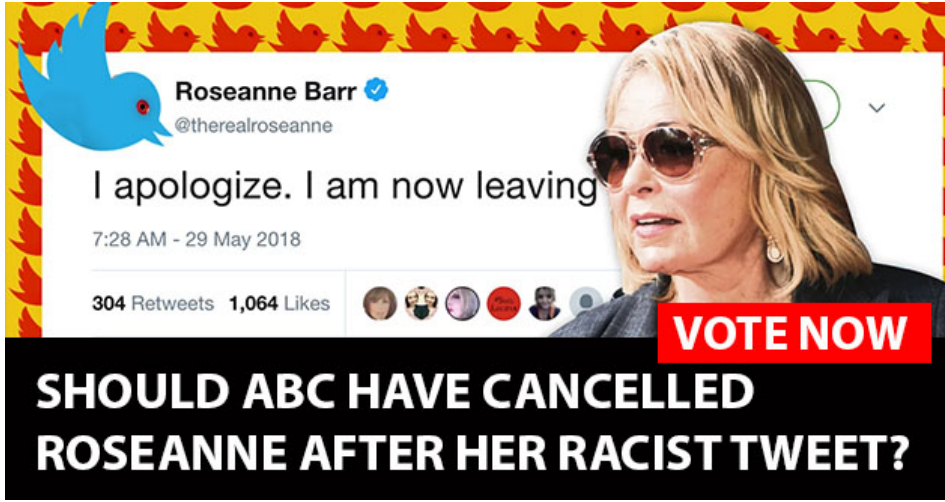 Roseanne Barr
@therealroseanne
I apologize. I am now leaving
7:28 AM - 29 May 2018
304 Retweets 1,064 Likes
VOTE NOW
SHOULD ABC HAVE CANCELLED
ROSEANNE AFTER HER RACIST TWEET?